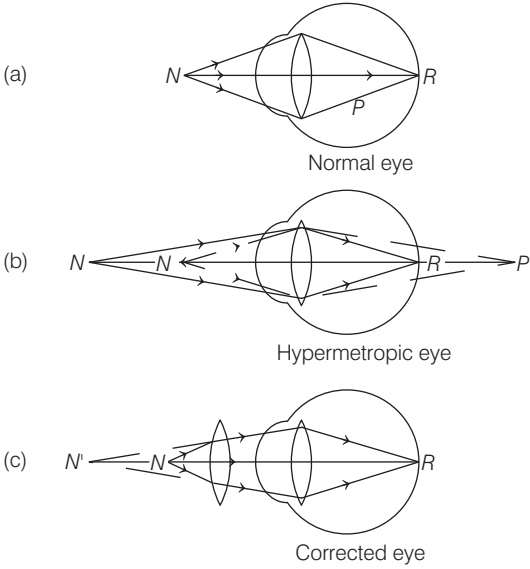 (a)
N
R
P
Normal eye
(b)
N
N
R
P
Hypermetropic eye
(c)
N'
N
R
Corrected eye